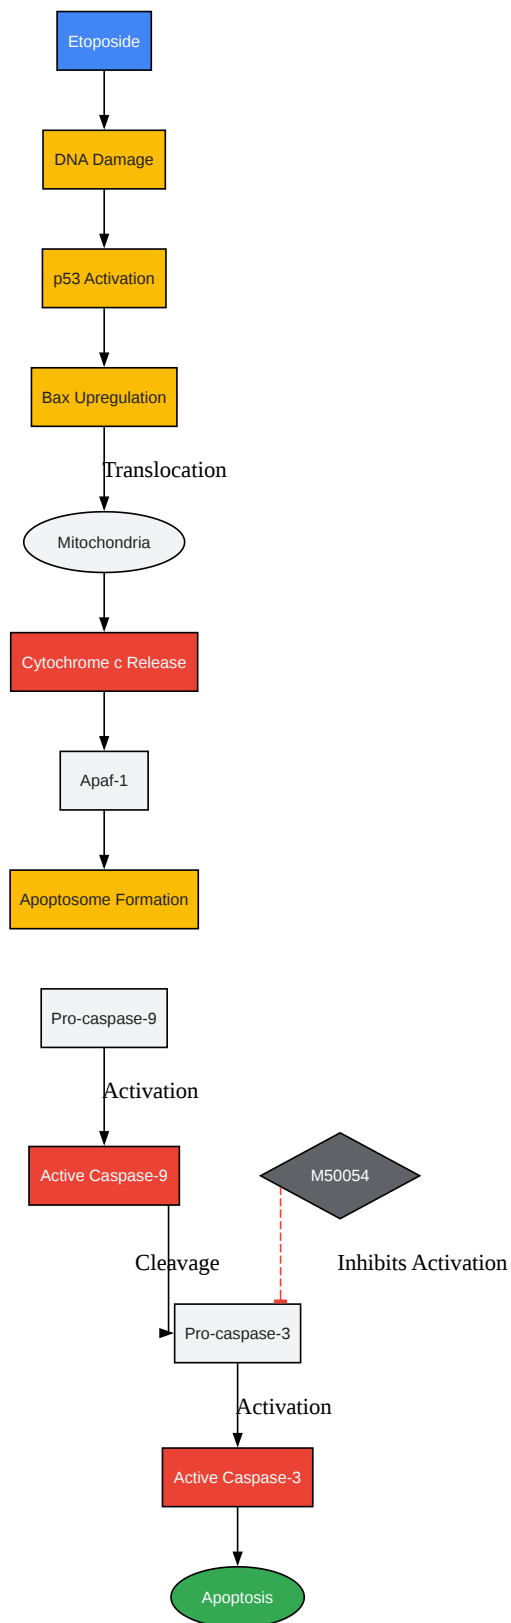 Etoposide
DNA Damage
p53 Activation
Bax Upregulation
Translocation
Mitochondria
Cytochrome c Release
Apaf-1
Apoptosome Formation
Pro-caspase-9
Activation
Active Caspase-9
M50054
Cleavage
Inhibits Activation
Pro-caspase-3
Activation
Active Caspase-3
Apoptosis